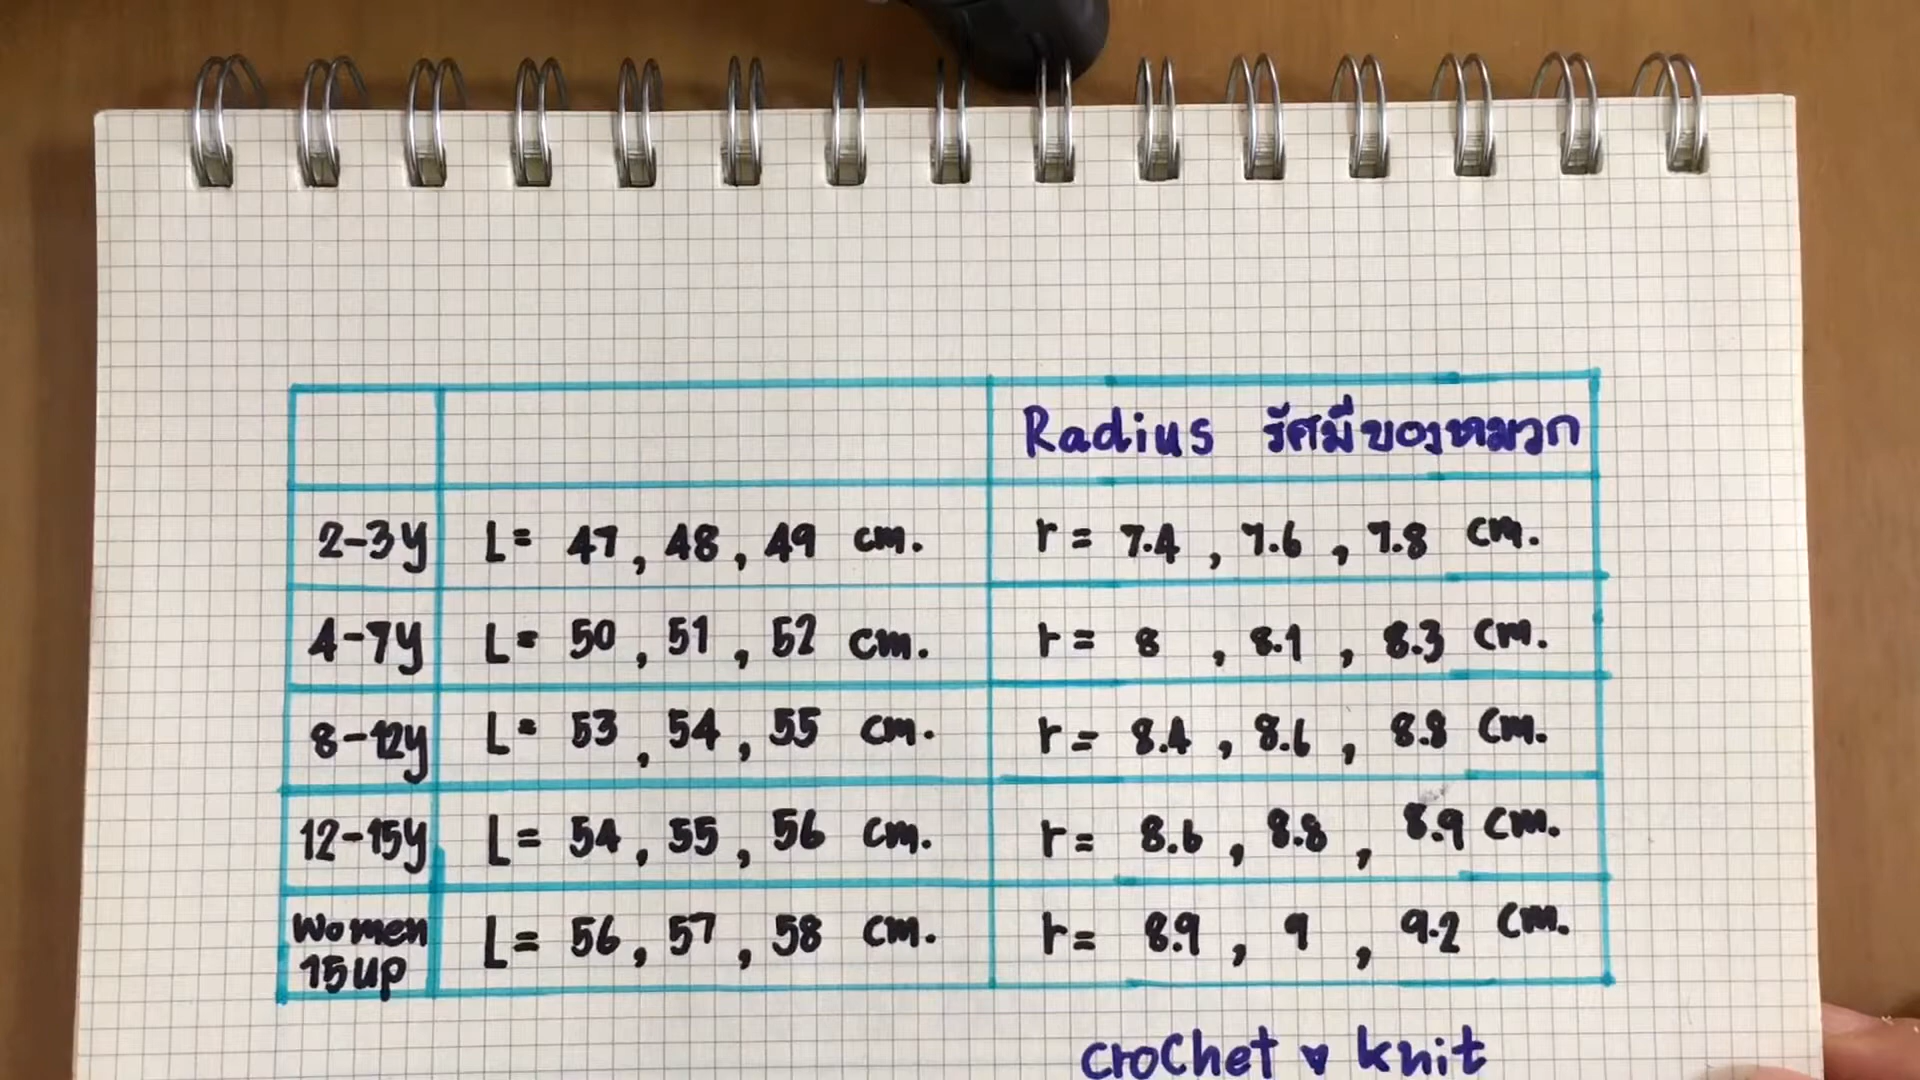 Radius รัศมีของหมวก
2-3y L= 47, 48, 49 cm. r= 7.4, 7.6, 7.8 cm.
4-7y L= 50, 51, 52 cm. r= 8, 8.1, 8.3 cm.
8-12y L= 53, 54, 55 cm. r= 8.4, 8.6, 8.8 cm.
12-15y L= 54, 55, 56 cm. r= 8.6, 8.8, 8.9 cm.
Women 15up L= 56, 57, 58 cm. r= 8.9, 9, 9.2 cm.
crochet ♥ knit